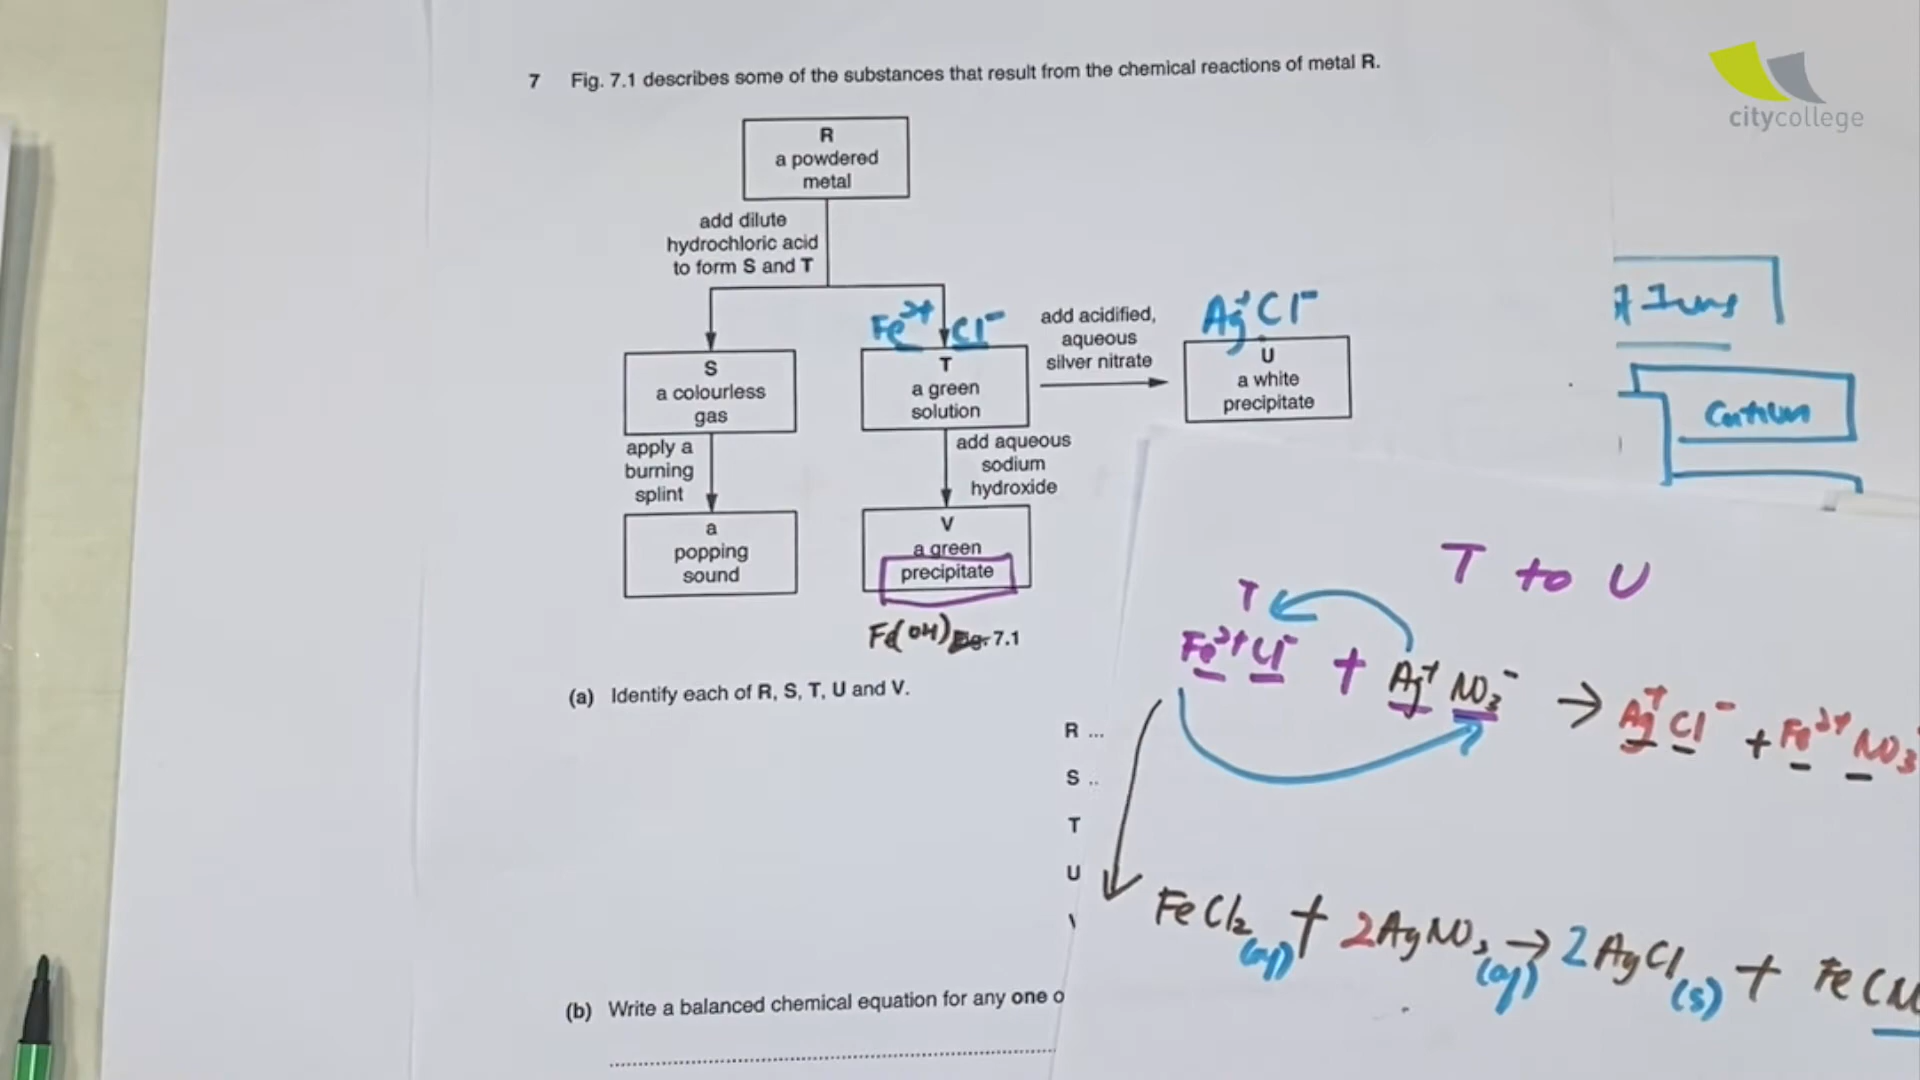 citycollege
7 Fig. 7.1 describes some of the substances that result from the chemical reactions of metal R.
R
a powdered
metal
add dilute
hydrochloric acid
to form S and T
Fe²⁺ Cl⁻
add acidified,
aqueous
silver nitrate
Ag⁺Cl⁻
S
a colourless
gas
T
a green
solution
U
a white
precipitate
apply a
burning
splint
add aqueous
sodium
hydroxide
a
popping
sound
V
a green
precipitate
Fe(OH)
7.1
T to U
T
Fe²⁺Cl⁻ + Ag⁺ NO₃⁻ → Ag⁺Cl⁻ + Fe²⁺ NO₃
(a) Identify each of R, S, T, U and V.
R ...
S ..
T
U
FeCl₂(aq) + 2AgNO₃(aq) → 2AgCl(s) + Fe(N
(b) Write a balanced chemical equation for any one o